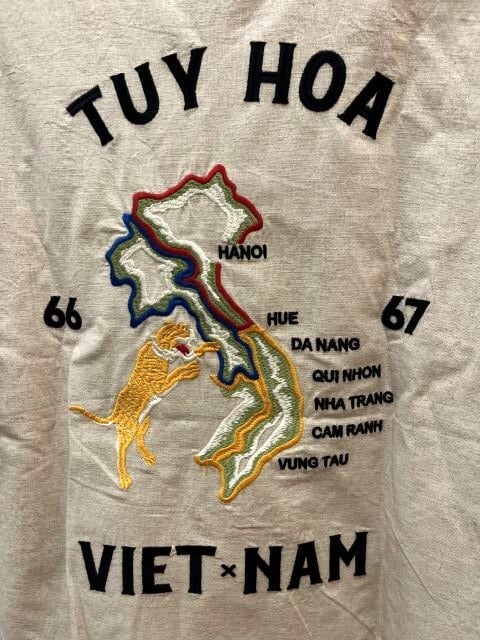 TUY HOA
HANOI
66
67
HUE
DA NANG
QUI NHON
NHA TRANG
CAM RANH
VUNG TAU
VIET × NAM